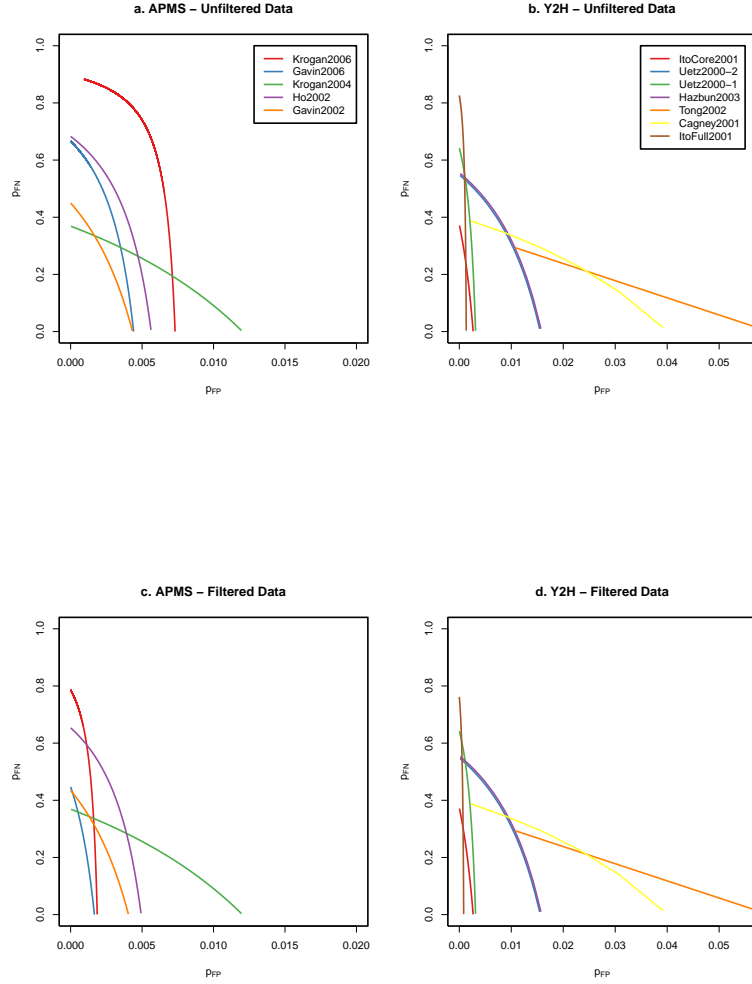 a. APMS − Unfiltered Data
1.0
0.8
0.6
0.4
0.2
0.0
pFN
0.000 0.005 0.010 0.015 0.020
pFP
Krogan2006
Gavin2006
Krogan2004
Ho2002
Gavin2002
b. Y2H − Unfiltered Data
1.0
0.8
0.6
0.4
0.2
0.0
pFN
0.00 0.01 0.02 0.03 0.04 0.05
pFP
ItoCore2001
Uetz2000−2
Uetz2000−1
Hazbun2003
Tong2002
Cagney2001
ItoFull2001
c. APMS − Filtered Data
1.0
0.8
0.6
0.4
0.2
0.0
pFN
0.000 0.005 0.010 0.015 0.020
pFP
d. Y2H − Filtered Data
1.0
0.8
0.6
0.4
0.2
0.0
pFN
0.00 0.01 0.02 0.03 0.04 0.05
pFP